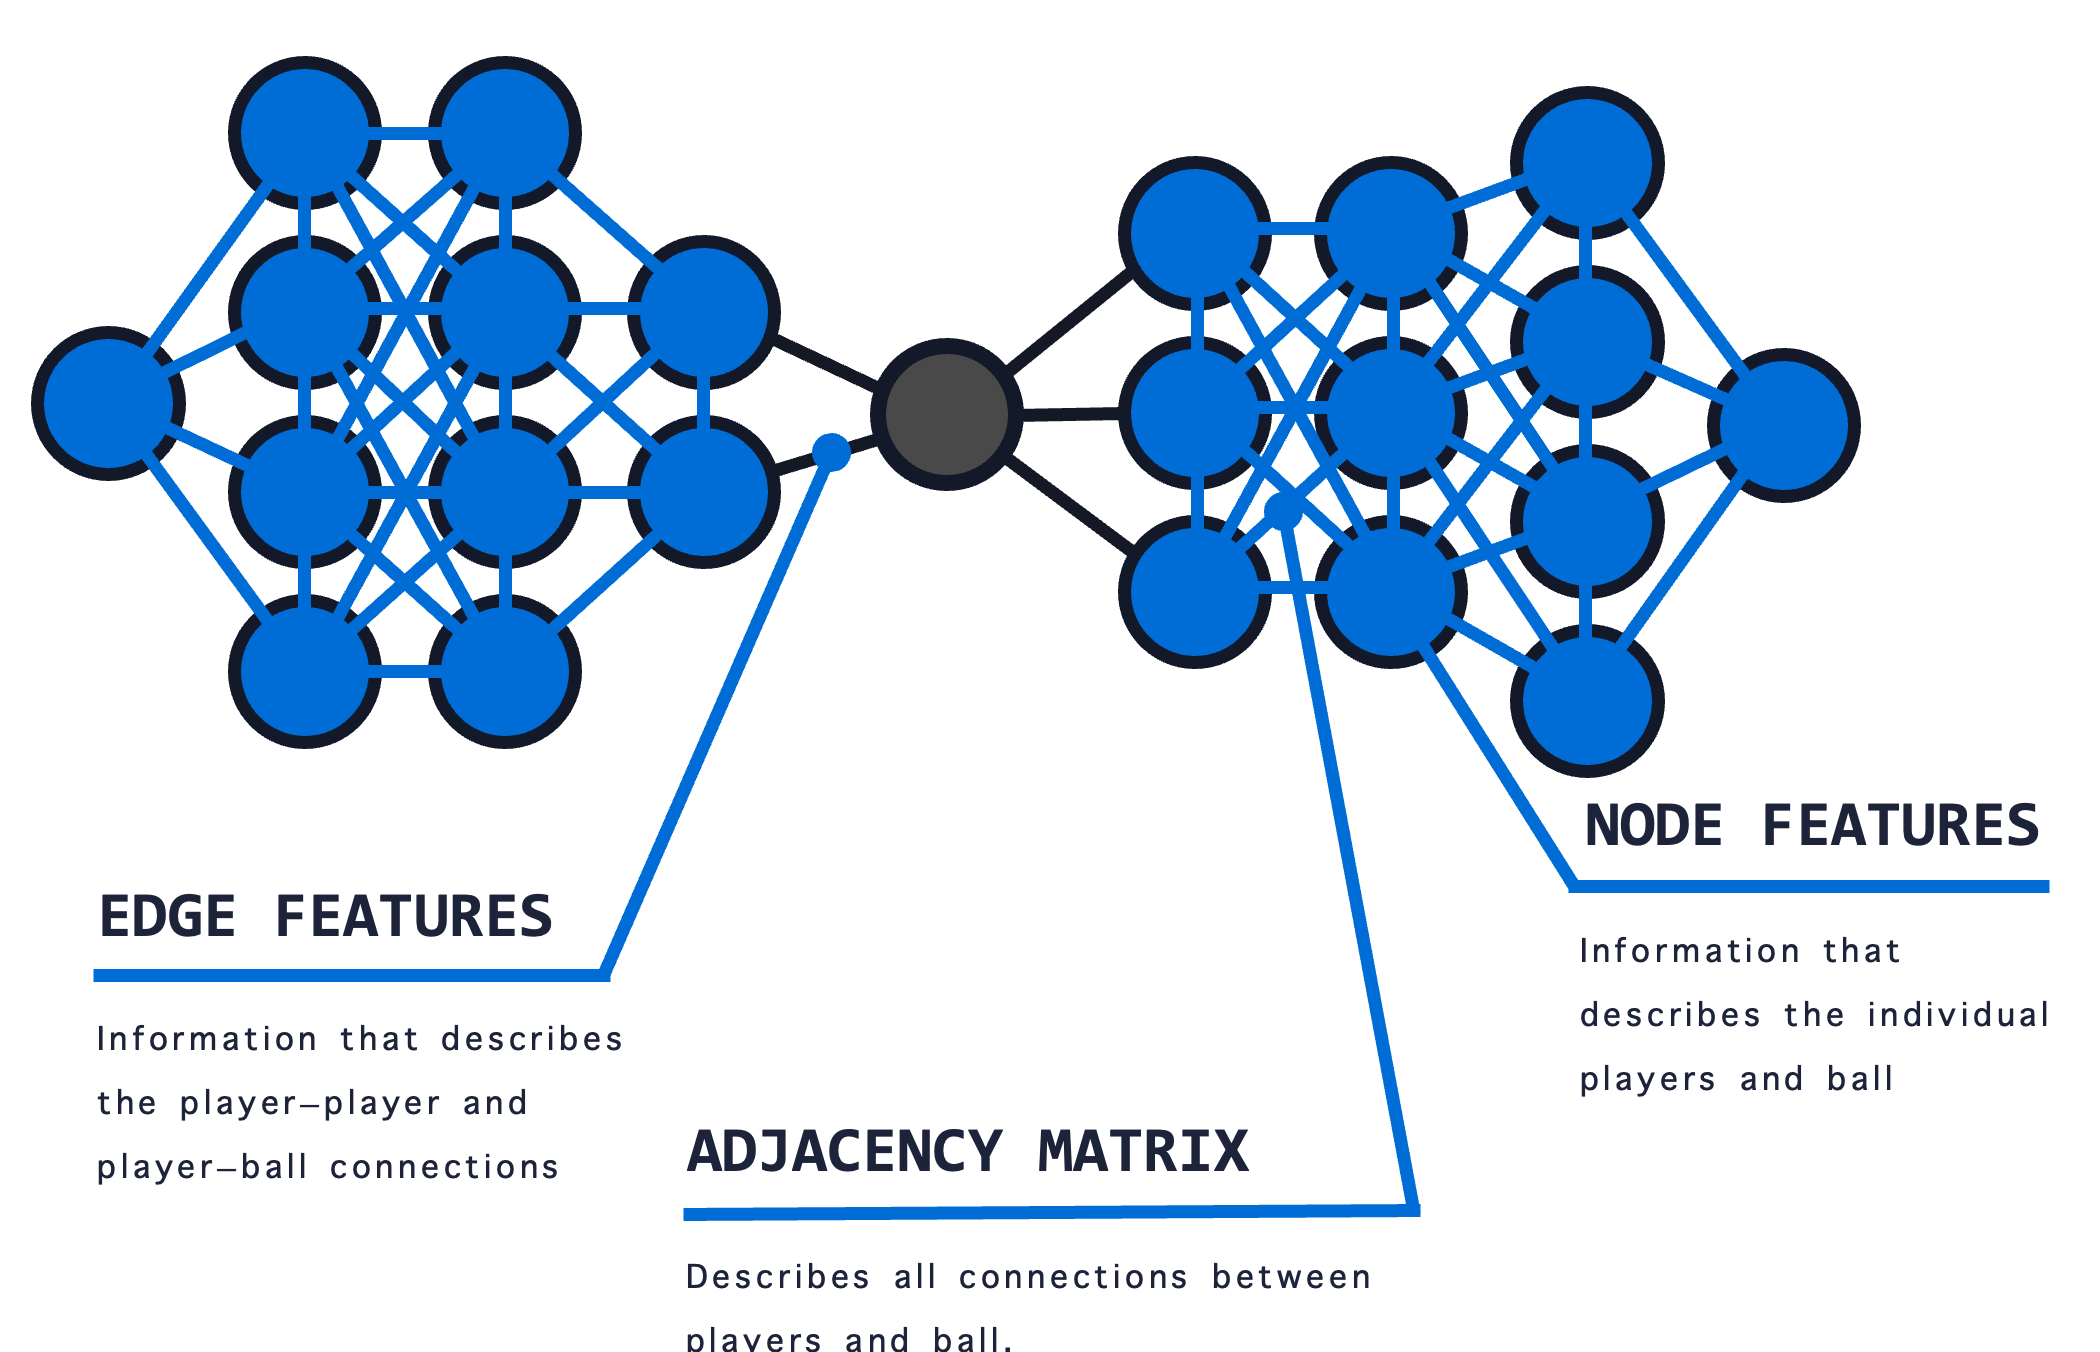 NODE FEATURES
Information that
describes the individual
players and ball
EDGE FEATURES
Information that describes
the player–player and
player–ball connections
ADJACENCY MATRIX
Describes all connections between
players and ball.